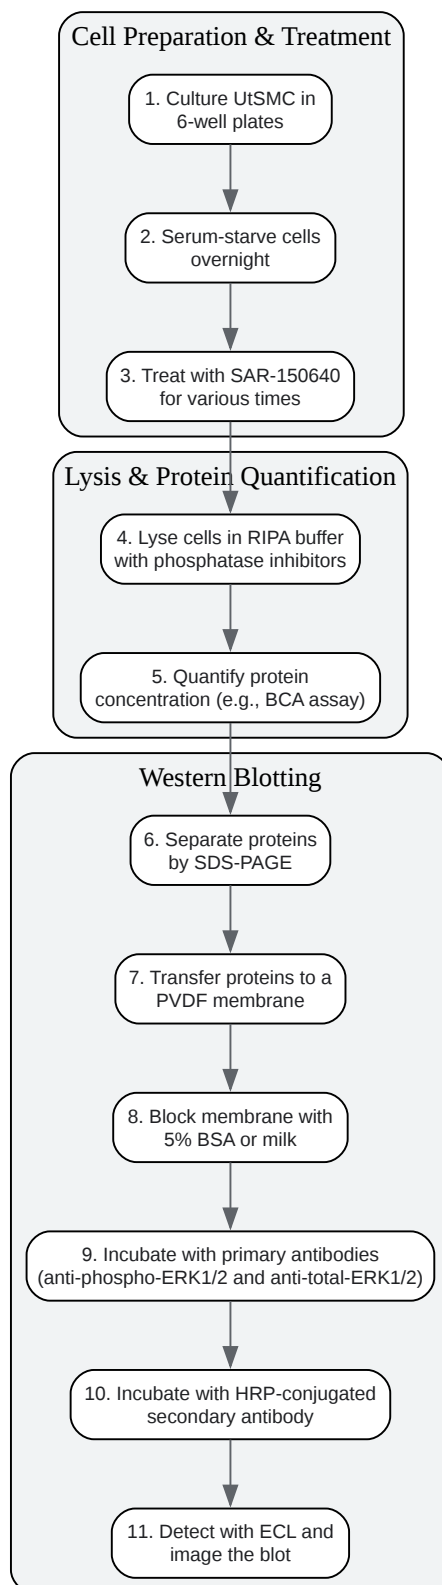 Cell Preparation & Treatment
1. Culture UtSMC in
6-well plates
2. Serum-starve cells
overnight
3. Treat with SAR-150640
for various times
Lysis & Protein Quantification
4. Lyse cells in RIPA buffer
with phosphatase inhibitors
5. Quantify protein
concentration (e.g., BCA assay)
Western Blotting
6. Separate proteins
by SDS-PAGE
7. Transfer proteins to a
PVDF membrane
8. Block membrane with
5% BSA or milk
9. Incubate with primary antibodies
(anti-phospho-ERK1/2 and anti-total-ERK1/2)
10. Incubate with HRP-conjugated
secondary antibody
11. Detect with ECL and
image the blot